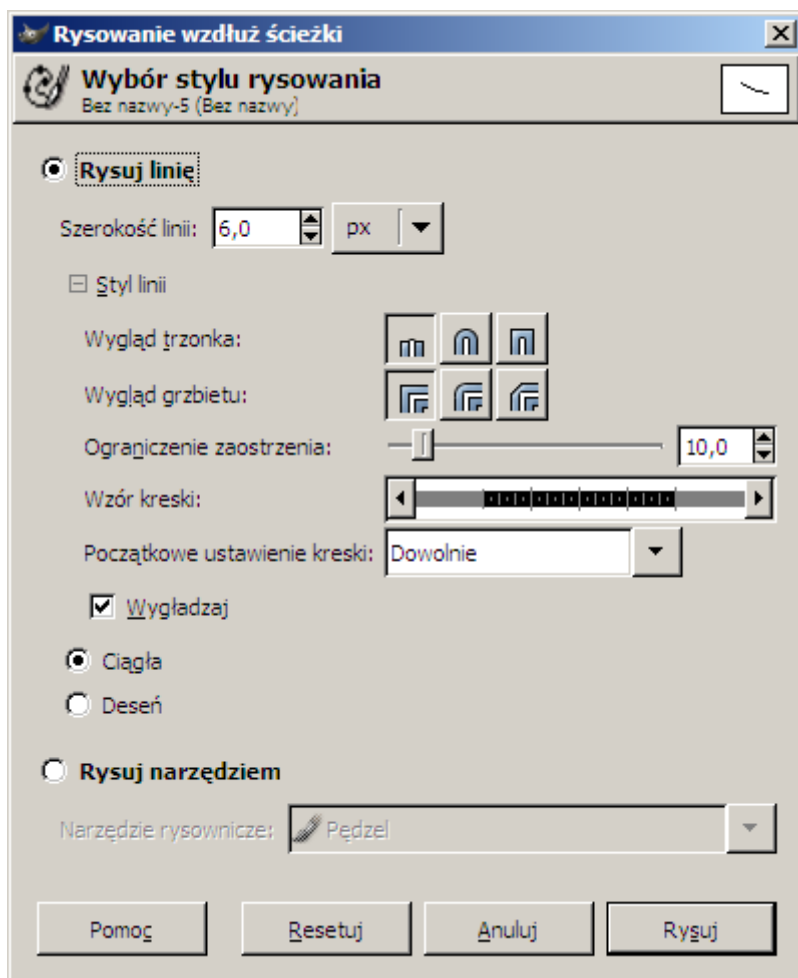 Rysowanie wzdłuż ścieżki
Wybór stylu rysowania
Bez nazwy-5 (Bez nazwy)
Rysuj linię
Szerokość linii: 6,0 px
Styl linii
Wygląd trzonka:
Wygląd grzbietu:
Ograniczenie zaostrzenia: 10,0
Wzór kreski:
Początkowe ustawienie kreski: Dowolnie
Wygładzaj
Ciągła
Deseń
Rysuj narzędziem
Narzędzie rysownicze: Pędzel
Pomoc Resetuj Anuluj Rysuj